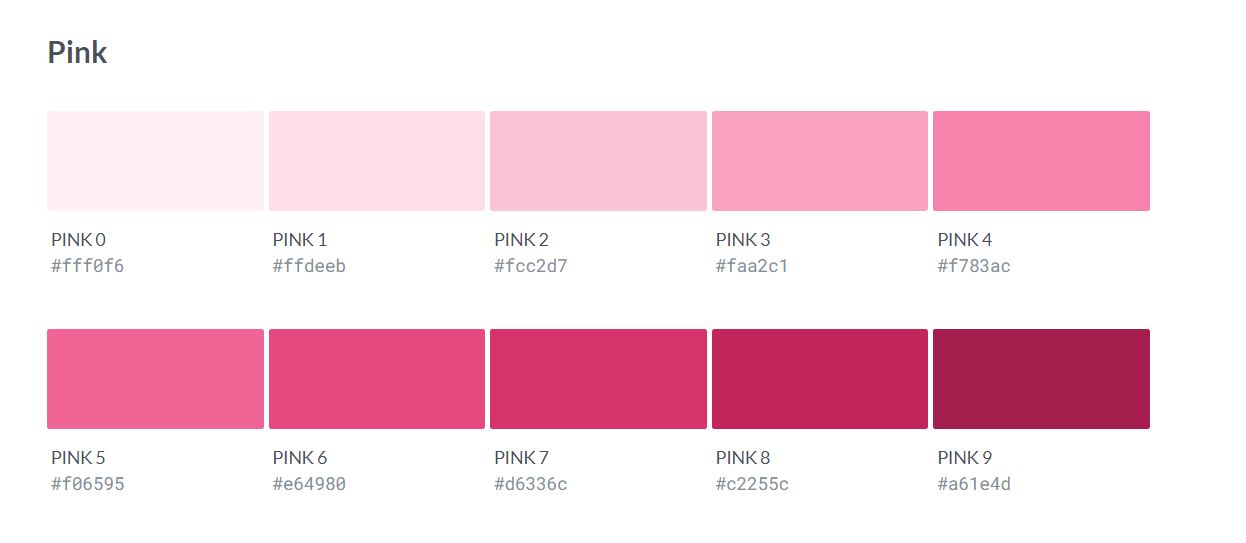 Pink
PINK 0
#fff0f6
PINK 1
#ffdeeb
PINK 2
#fcc2d7
PINK 3
#faa2c1
PINK 4
#f783ac
PINK 5
#f06595
PINK 6
#e64980
PINK 7
#d6336c
PINK 8
#c2255c
PINK 9
#a61e4d